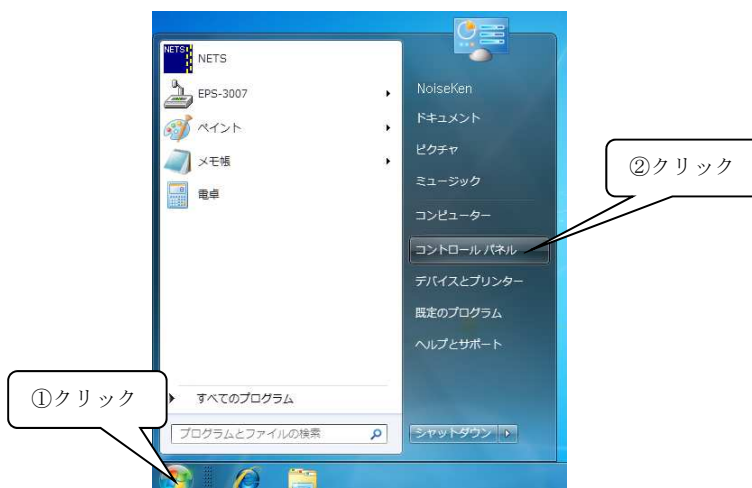 NETS
NETS
EPS-3007
ペイント
メモ帳
電卓
すべてのプログラム
プログラムとファイルの検索
NoiseKen
ドキュメント
ピクチャ
ミュージック
コンピューター
コントロール パネル
デバイスとプリンター
既定のプログラム
ヘルプとサポート
シャットダウン
①クリック
②クリック